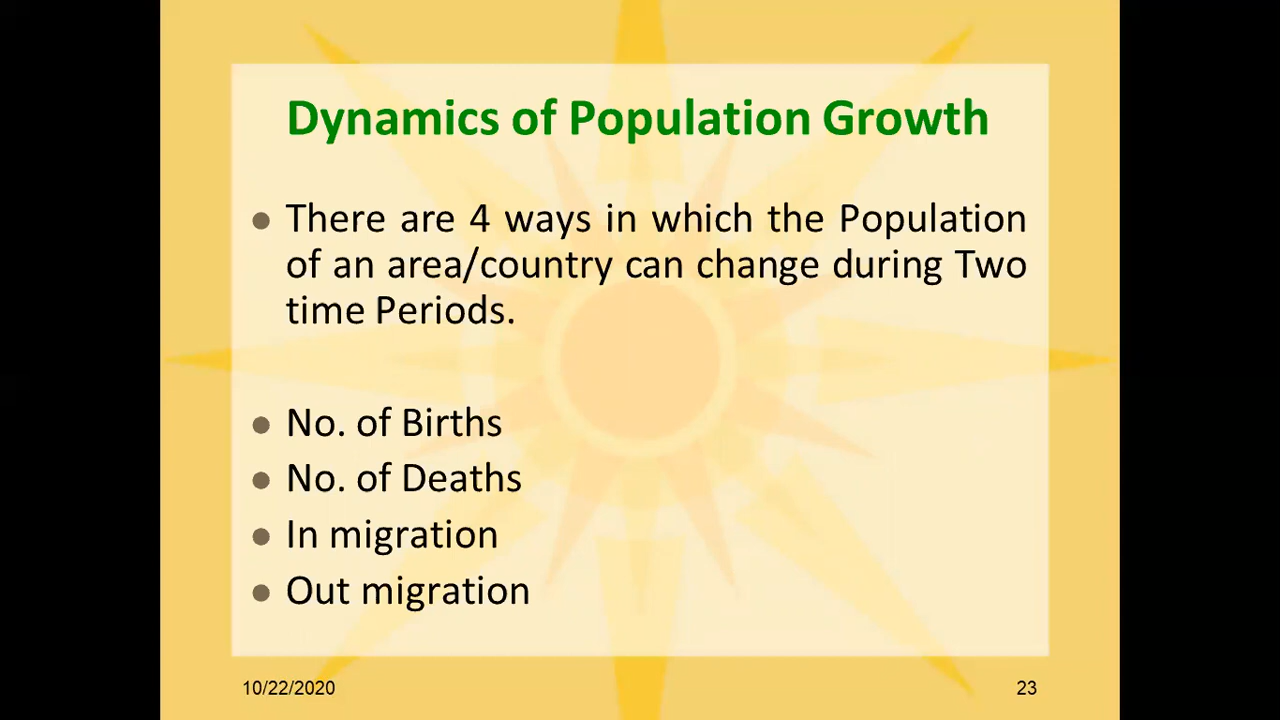 Dynamics of Population Growth
● There are 4 ways in which the Population
of an area/country can change during Two
time Periods.
● No. of Births
● No. of Deaths
● In migration
● Out migration
10/22/2020
23